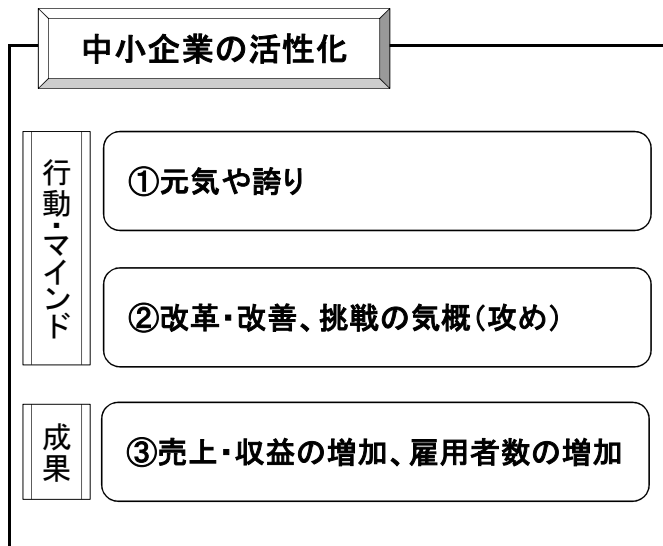 中小企業の活性化
行動・マインド
①元気や誇り
②改革・改善、挑戦の気概(攻め)
成果
③売上・収益の増加、雇用者数の増加